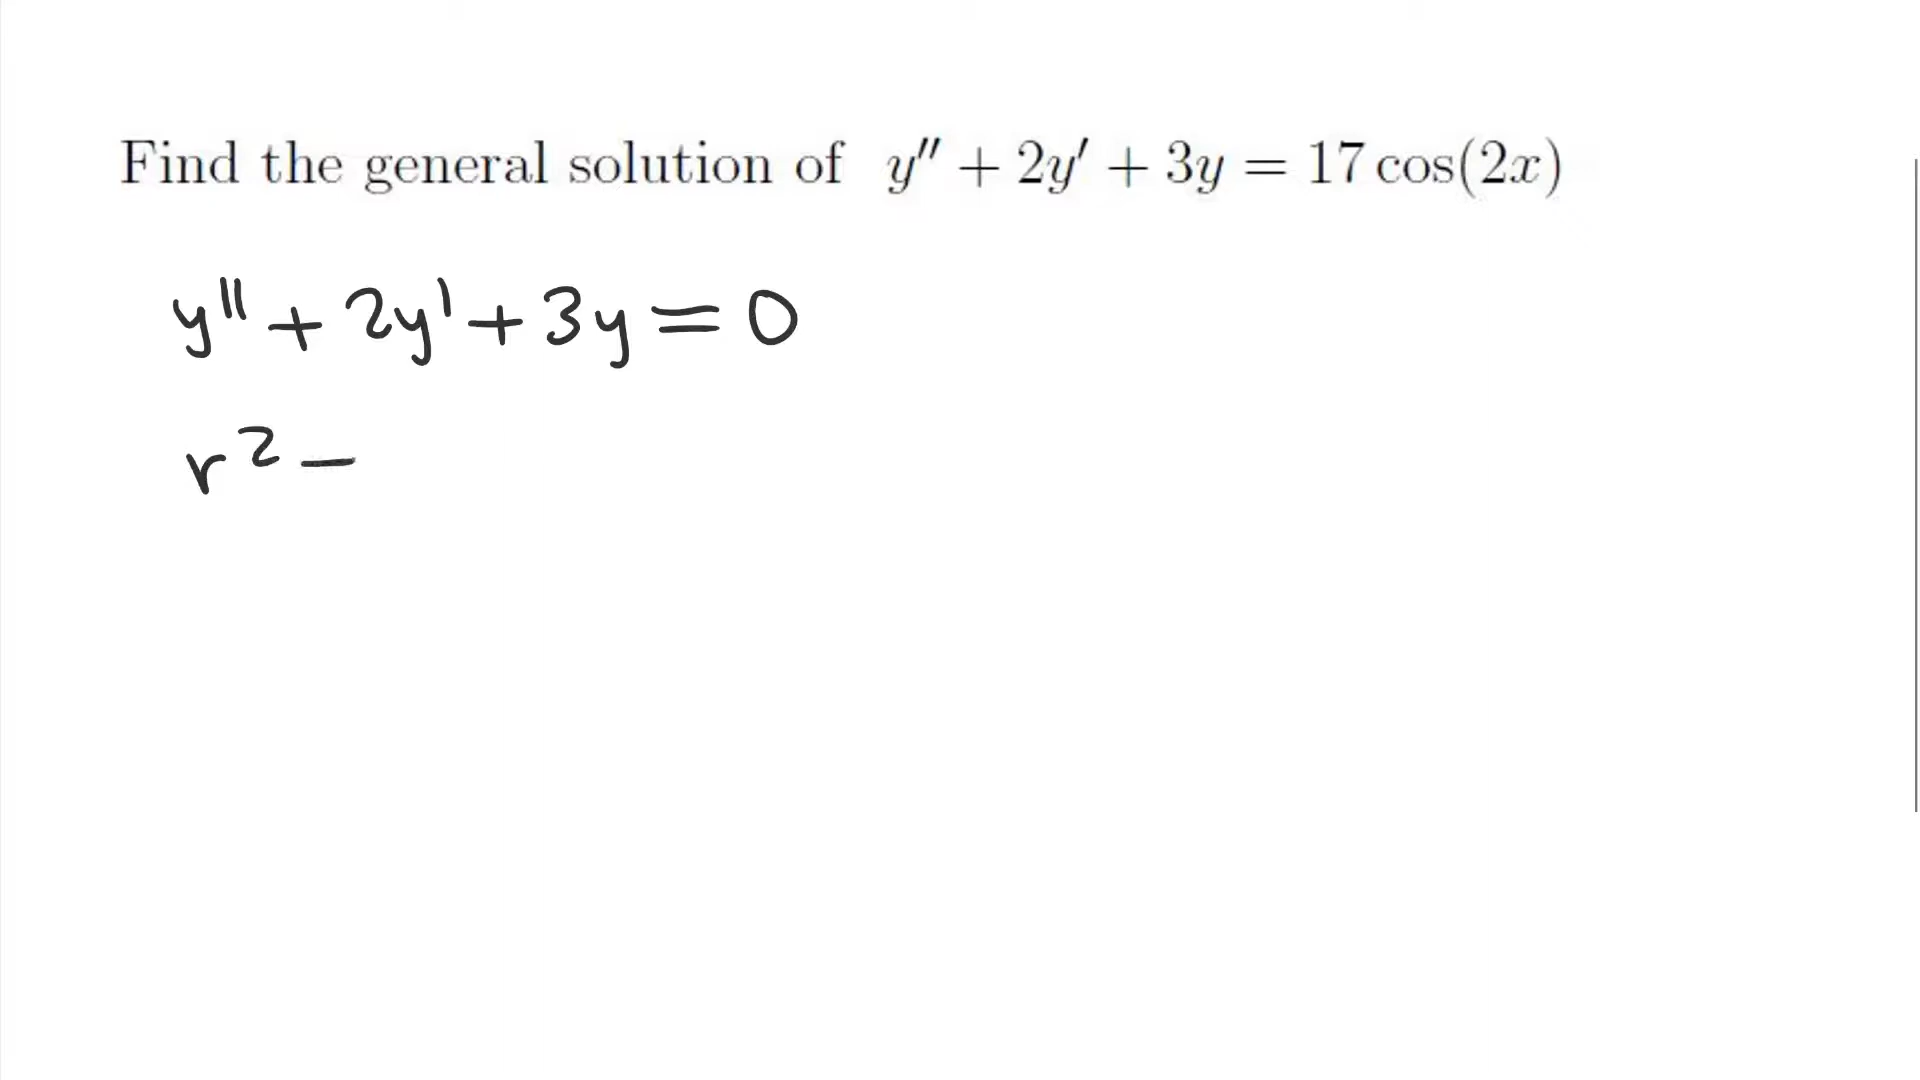 Find the general solution of y″ + 2y′ + 3y = 17 cos(2x)
y" + 2y' + 3y = 0
r² −